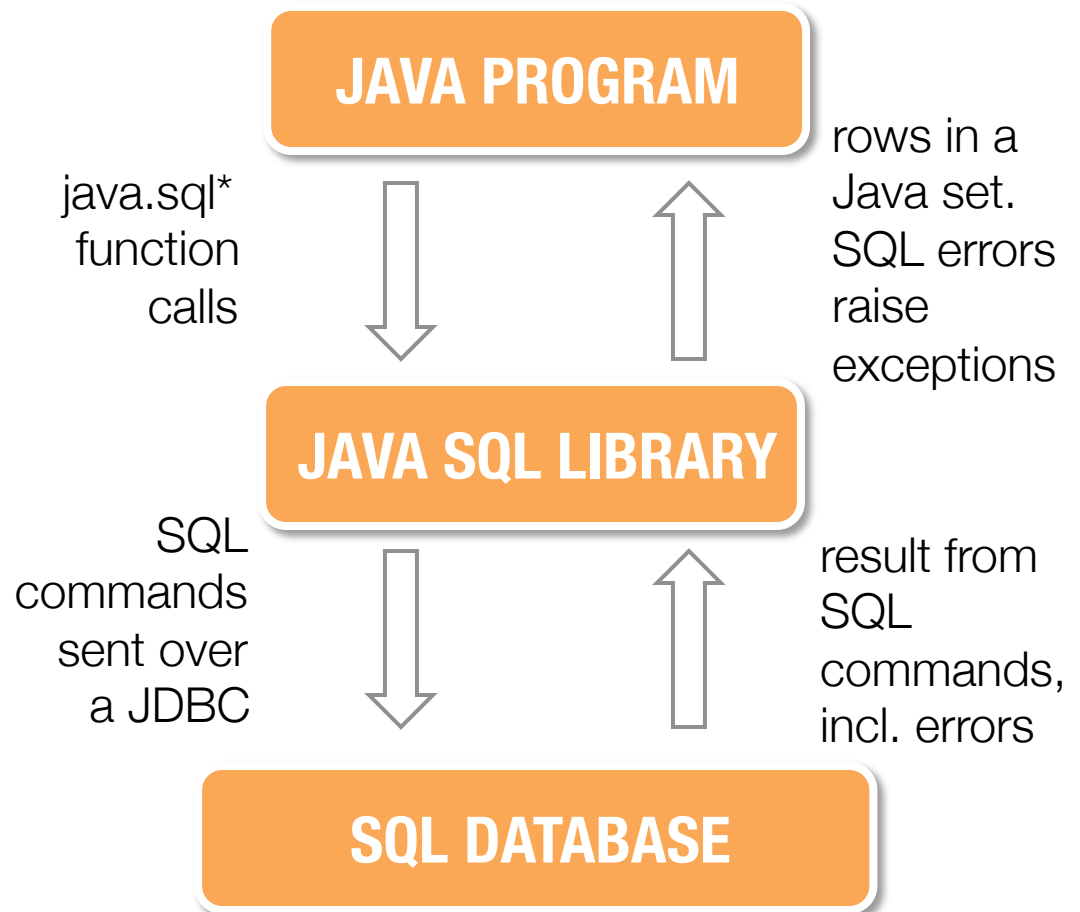 JAVA PROGRAM
java.sql*
function
calls
rows in a
Java set.
SQL errors
raise
exceptions
JAVA SQL LIBRARY
SQL
commands
sent over
a JDBC
result from
SQL
commands,
incl. errors
SQL DATABASE